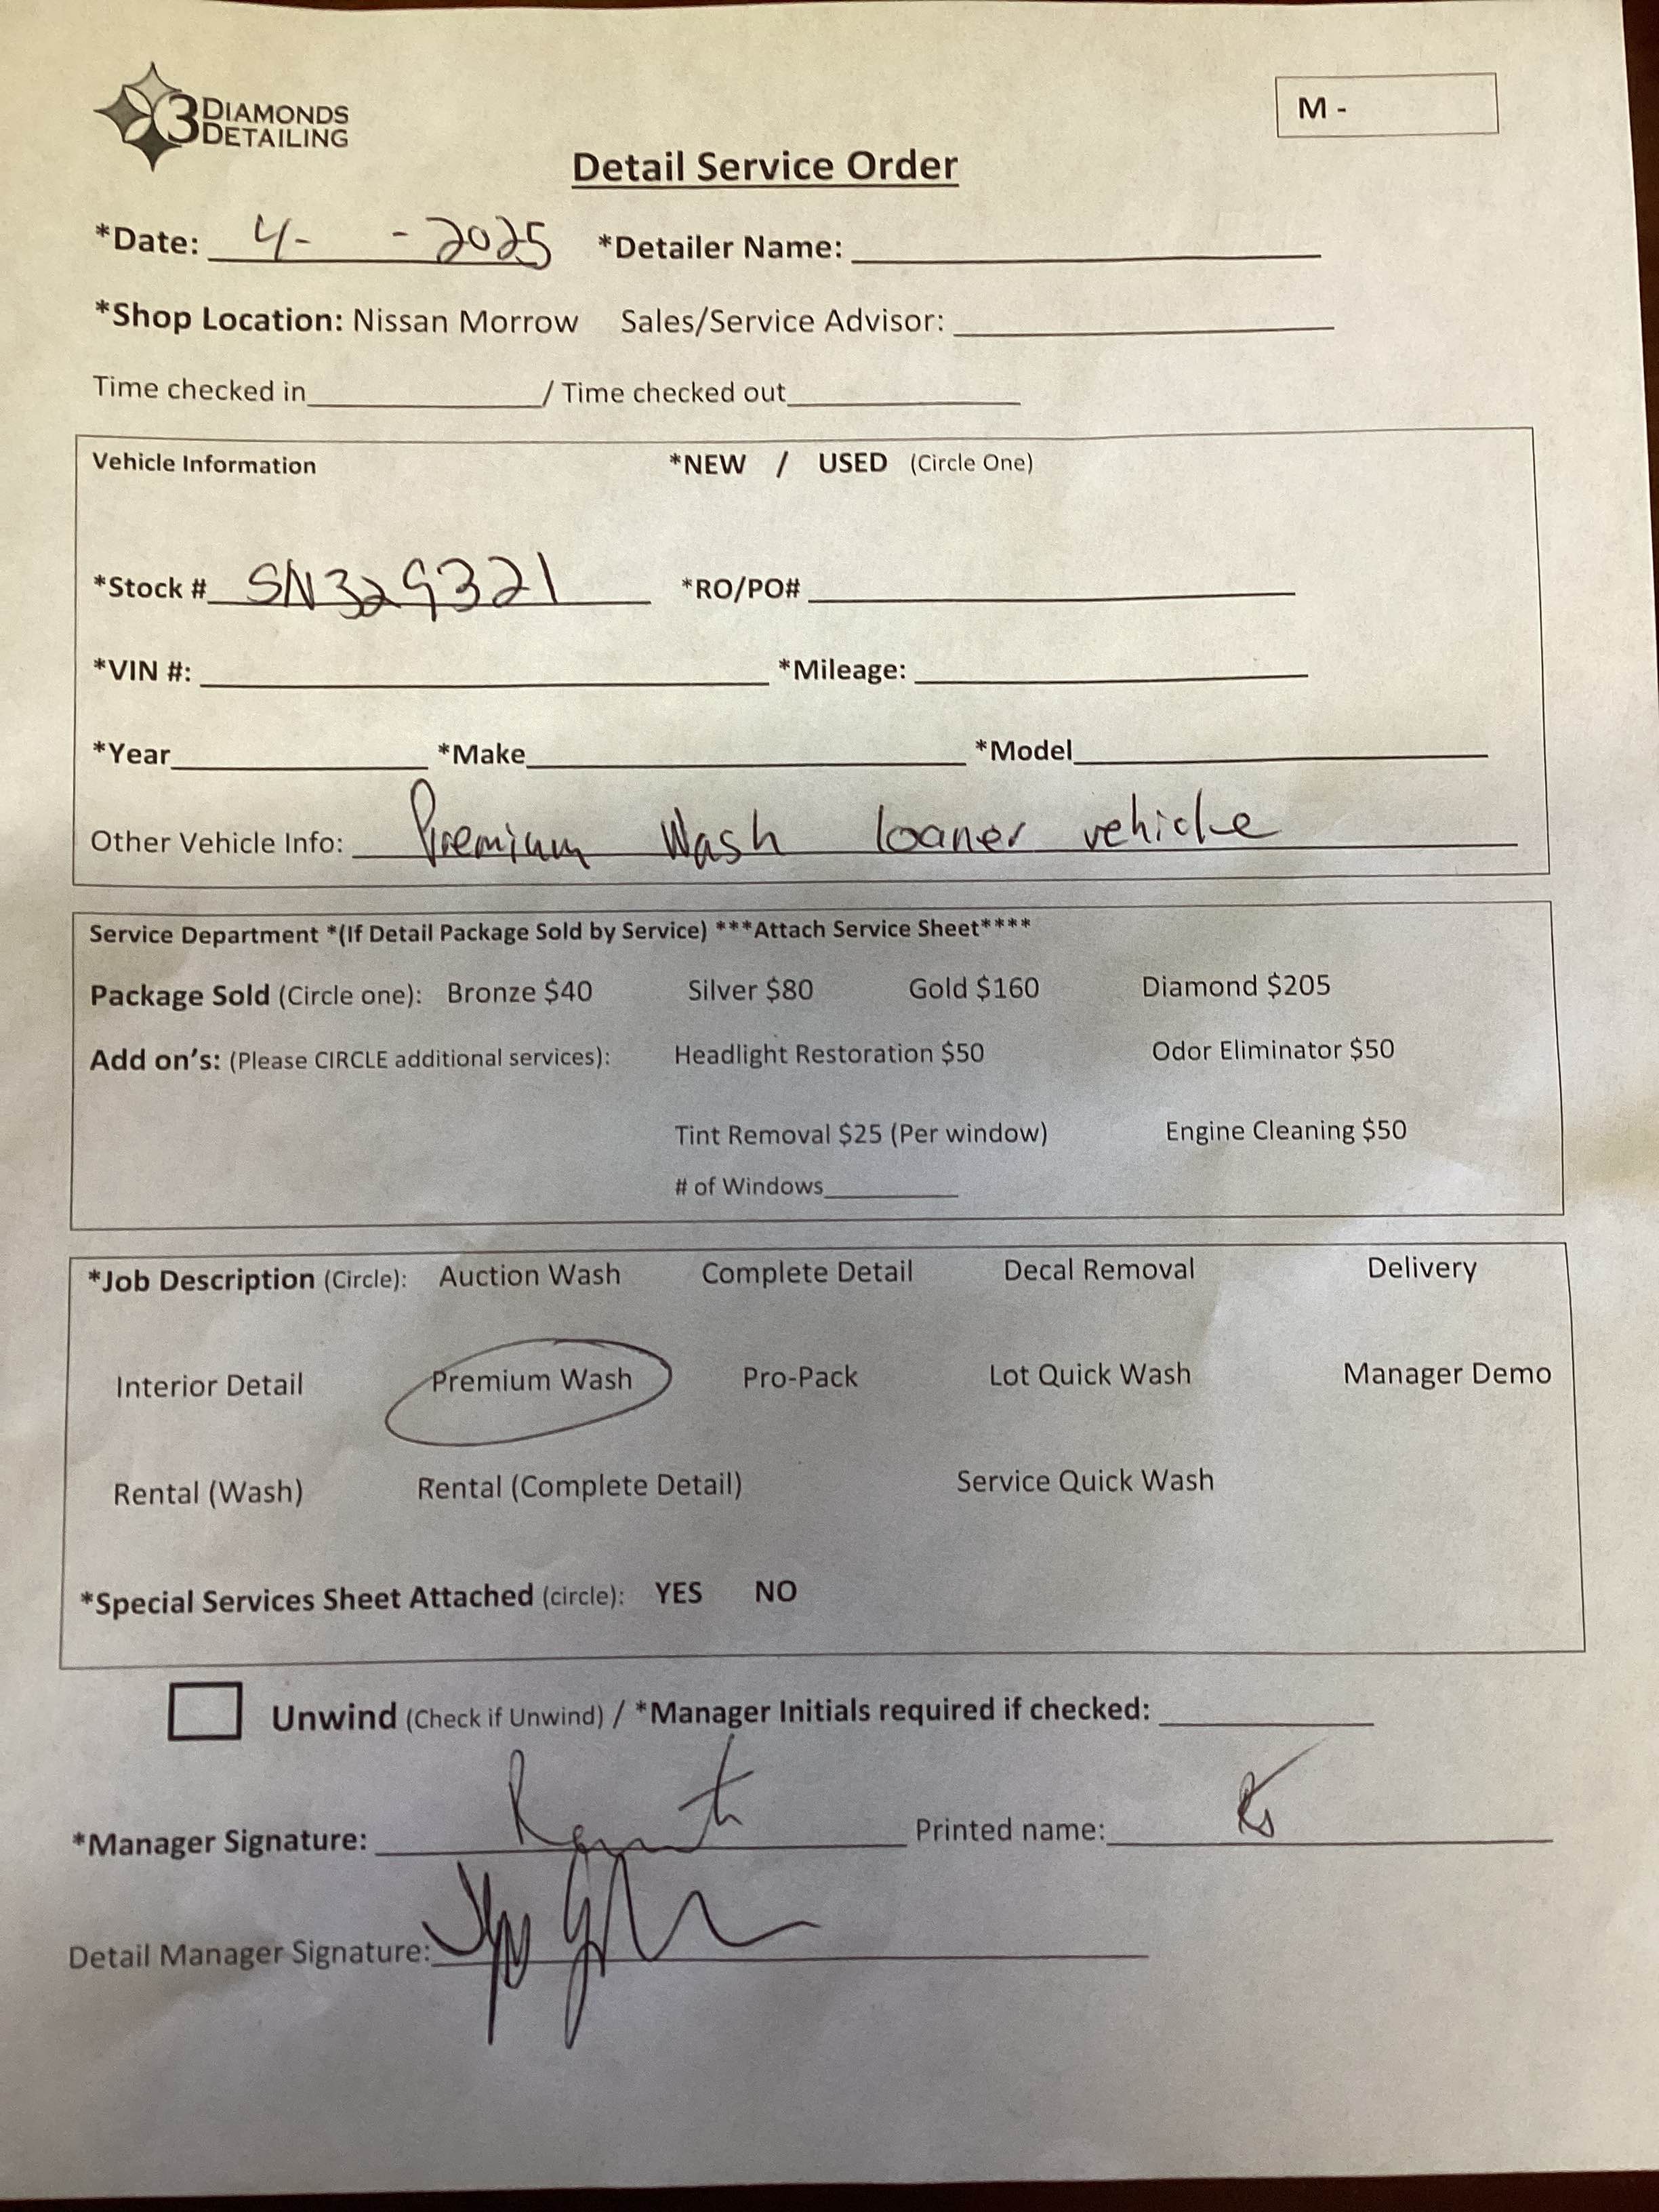 3 DIAMONDS
DETAILING
M -
Detail Service Order
*Date: 4- - 2025 *Detailer Name:
*Shop Location: Nissan Morrow Sales/Service Advisor:
Time checked in / Time checked out
Vehicle Information *NEW / USED (Circle One)
*Stock # SN329321 *RO/PO#
*VIN #: *Mileage:
*Year *Make *Model
Other Vehicle Info: Premium Wash loaner vehicle
Service Department *(If Detail Package Sold by Service) ***Attach Service Sheet****
Package Sold (Circle one): Bronze $40 Silver $80 Gold $160 Diamond $205
Add on's: (Please CIRCLE additional services): Headlight Restoration $50 Odor Eliminator $50
Tint Removal $25 (Per window) Engine Cleaning $50
# of Windows
*Job Description (Circle): Auction Wash Complete Detail Decal Removal Delivery
Interior Detail Premium Wash Pro-Pack Lot Quick Wash Manager Demo
Rental (Wash) Rental (Complete Detail) Service Quick Wash
*Special Services Sheet Attached (circle): YES NO
Unwind (Check if Unwind) / *Manager Initials required if checked:
*Manager Signature: Printed name:
Detail Manager Signature: